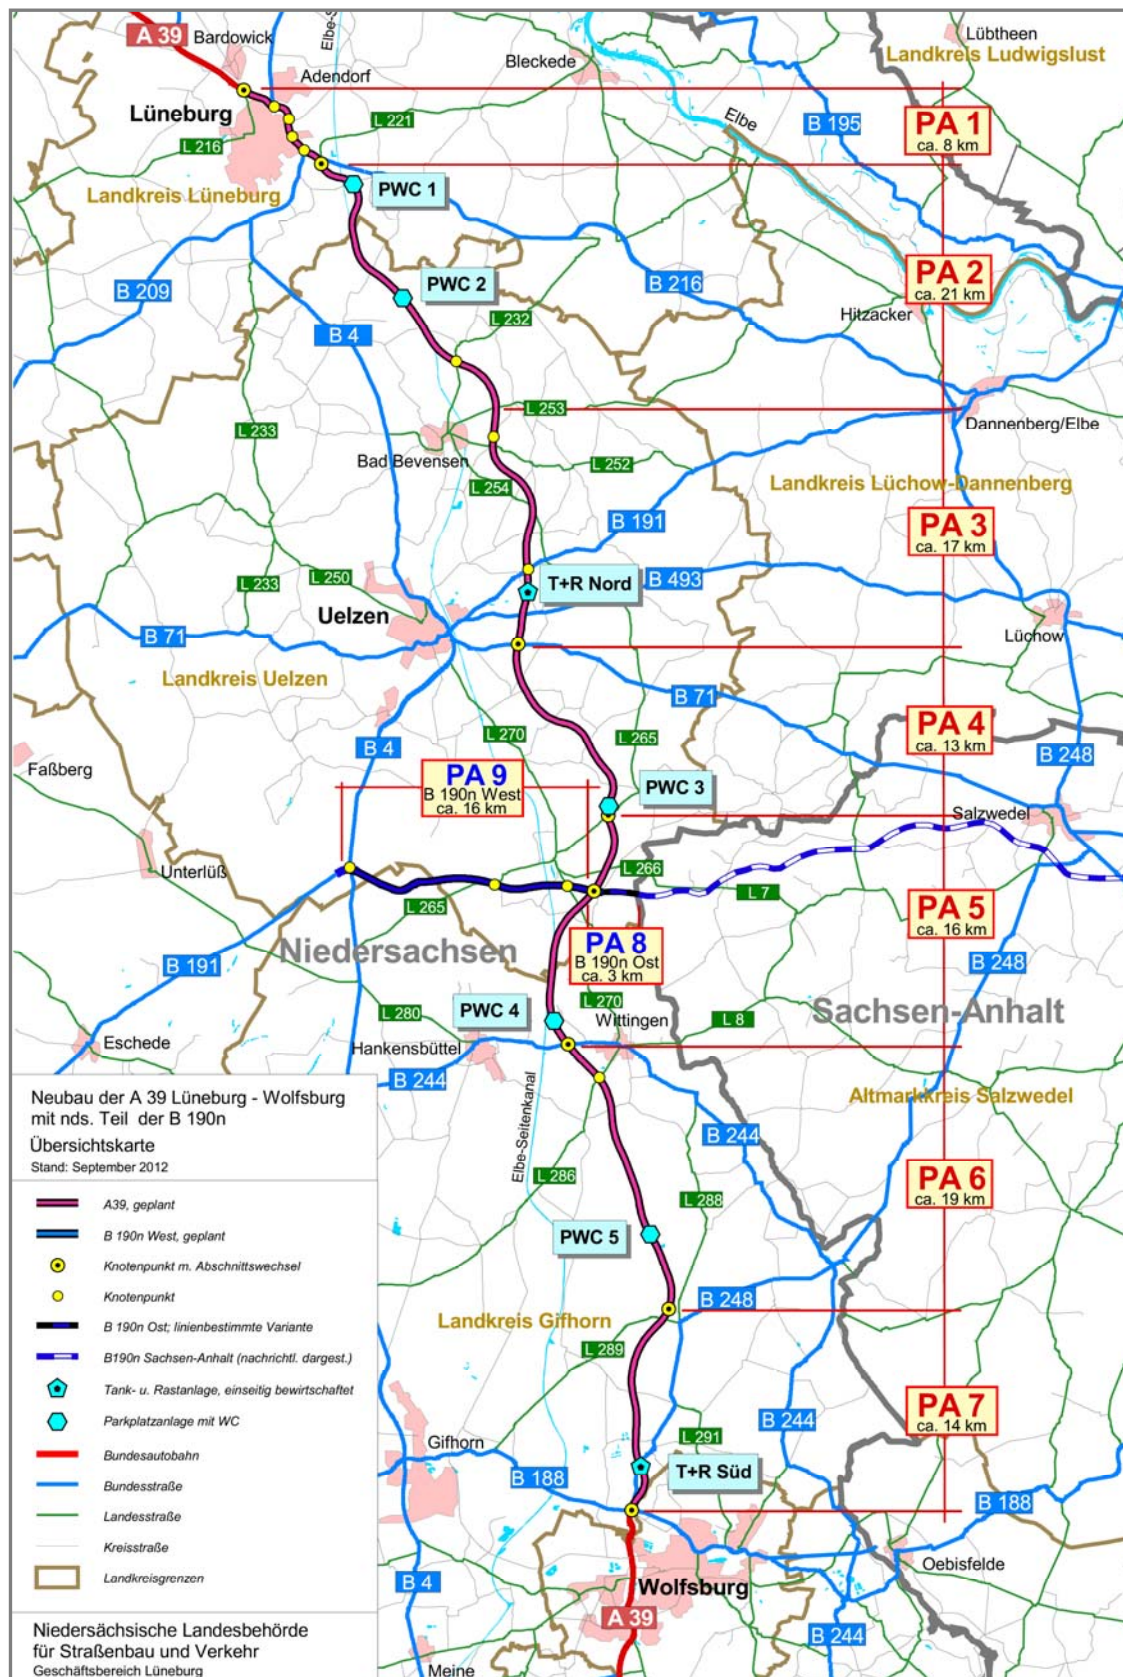 A 39
Bardowick
Elbe-S
Lübtheen
Landkreis Ludwigslust
Bleckede
Adendorf
Lüneburg
Elbe
B 195
PA 1
ca. 8 km
L 221
L 216
PWC 1
Landkreis Lüneburg
PA 2
ca. 21 km
B 209
PWC 2
B 216
Hitzacker
L 232
B 4
L 253
Dannenberg/Elbe
L 233
Bad Bevensen
L 252
L 254
Landkreis Lüchow-Dannenberg
B 191
PA 3
ca. 17 km
L 250
L 233
T+R Nord
B 493
Uelzen
Lüchow
B 71
Landkreis Uelzen
B 71
L 270
L 265
PA 4
ca. 13 km
B 4
B 248
Faßberg
PA 9
B 190n West
ca. 16 km
PWC 3
Salzwedel
Unterlüß
L 266
L 7
L 265
PA 5
ca. 16 km
Niedersachsen
PA 8
B 190n Ost
ca. 3 km
B 191
B 248
L 270
PWC 4
Wittingen
L 8
Sachsen-Anhalt
L 280
Eschede
Hankensbüttel
B 244
Elbe-Seitenkanal
Altmarkkreis Salzwedel
B 244
L 286
L 288
PA 6
ca. 19 km
PWC 5
B 248
Landkreis Gifhorn
L 289
PA 7
ca. 14 km
B 244
L 291
Gifhorn
B 188
T+R Süd
B 188
Oebisfelde
B 4
Wolfsburg
A 39
B 244
Meine
Neubau der A 39 Lüneburg - Wolfsburg
mit nds. Teil der B 190n
Übersichtskarte
Stand: September 2012
A39, geplant
B 190n West, geplant
Knotenpunkt m. Abschnittswechsel
Knotenpunkt
B 190n Ost; linienbestimmte Variante
B190n Sachsen-Anhalt (nachrichtl. dargest.)
Tank- u. Rastanlage, einseitig bewirtschaftet
Parkplatzanlage mit WC
Bundesautobahn
Bundesstraße
Landesstraße
Kreisstraße
Landkreisgrenzen
Niedersächsische Landesbehörde
für Straßenbau und Verkehr
Geschäftsbereich Lüneburg